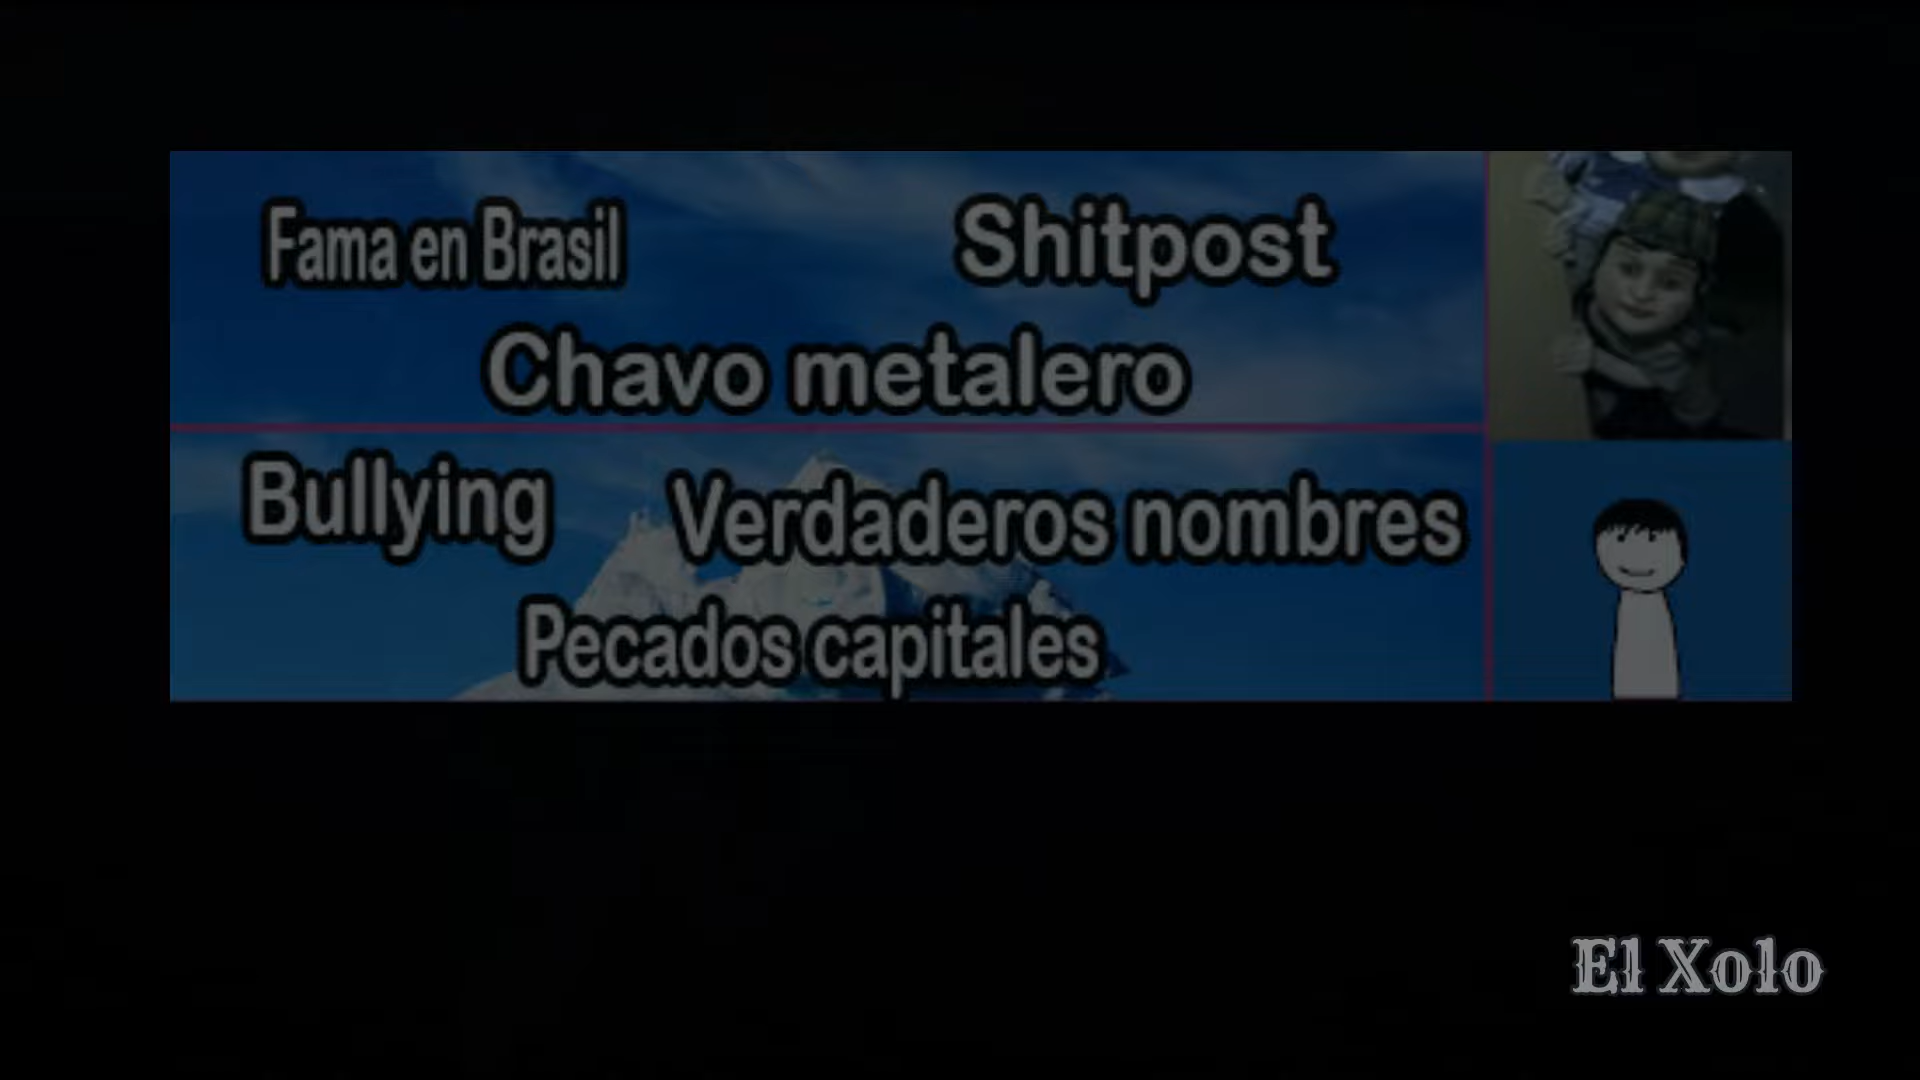 Fama en Brasil
Shitpost
Chavo metalero
Bullying
Verdaderos nombres
Pecados capitales
El Xolo